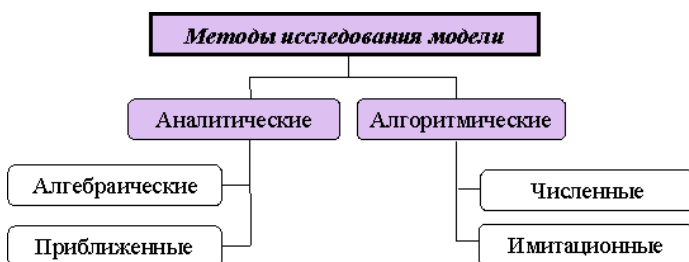 Методы исследования модели
Аналитические
Алгоритмические
Алгебраические
Численные
Приближенные
Имитационные